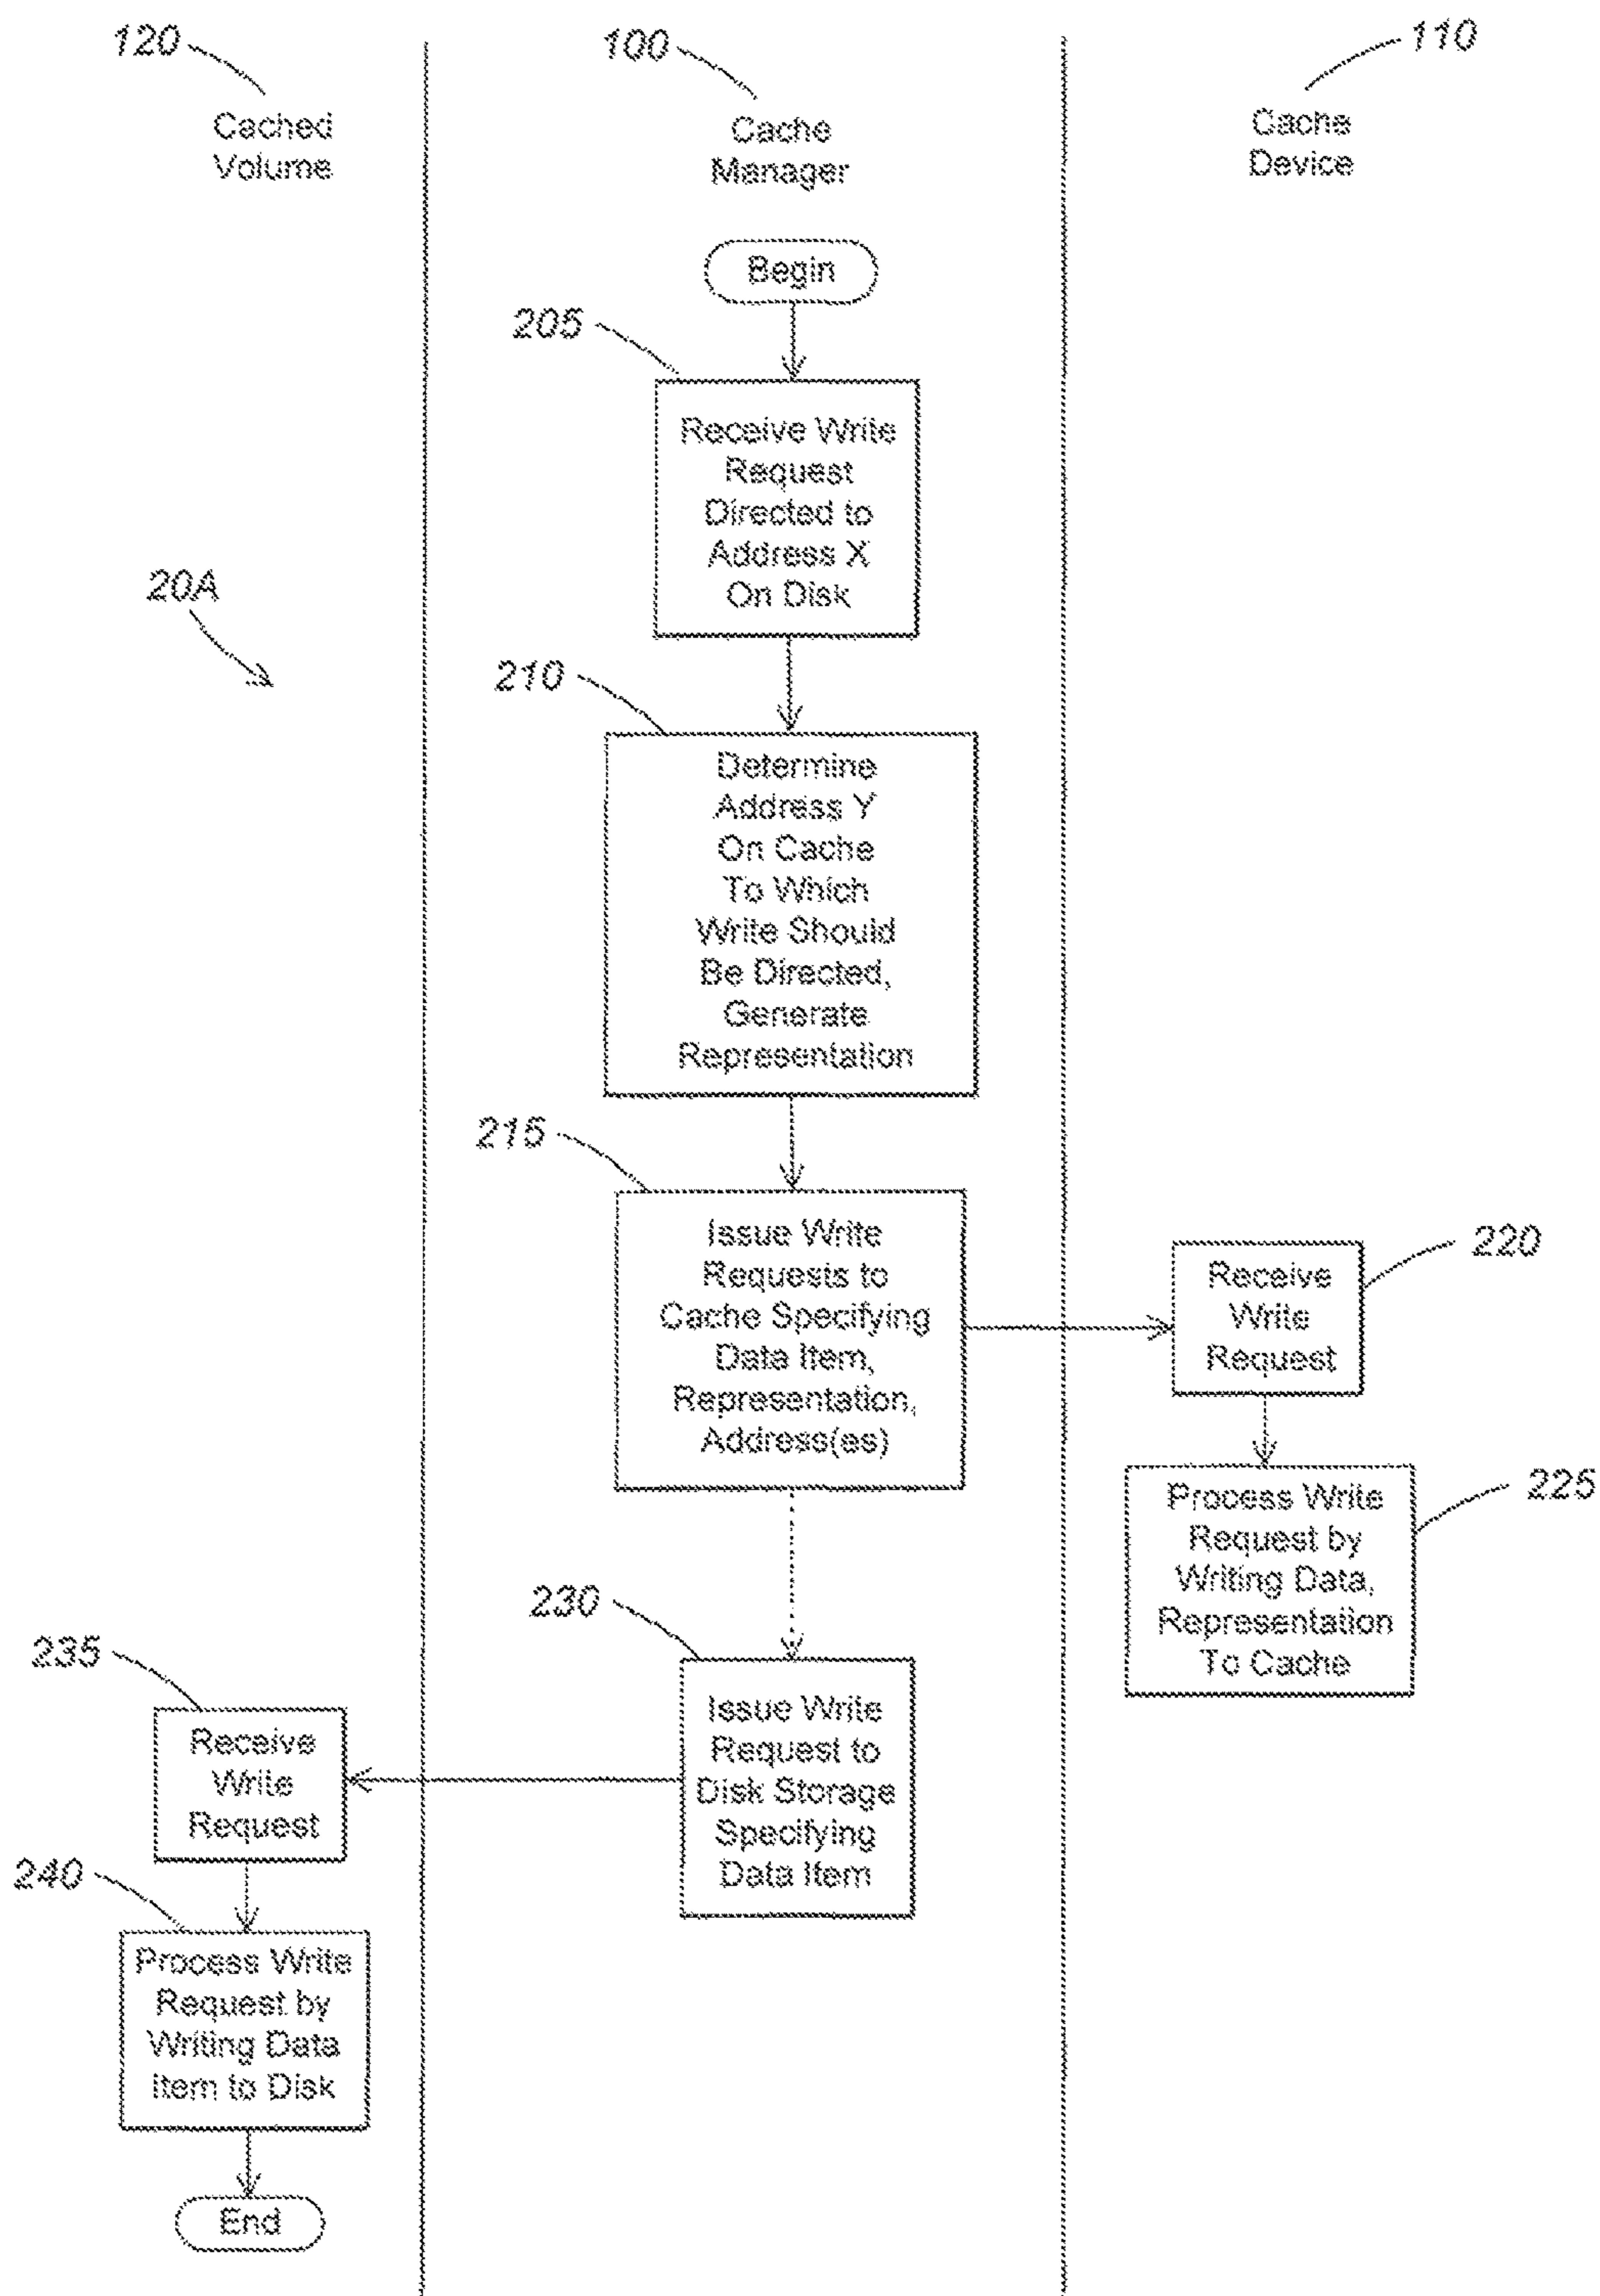 120
100
110
Cached
Volume
Cache
Manager
Cache
Device
Begin
205
Receive Write
Request
Directed to
Address X
On Disk
20A
210
Determine
Address Y
On Cache
To Which
Write Should
Be Directed,
Generate
Representation
215
Issue Write
Requests to
Cache Specifying
Data Item,
Representation,
Address(es)
220
Receive
Write
Request
225
Process Write
Request by
Writing Data,
Representation
To Cache
230
Issue Write
Request to
Disk Storage
Specifying
Data Item
235
Receive
Write
Request
240
Process Write
Request by
Writing Data
Item to Disk
End